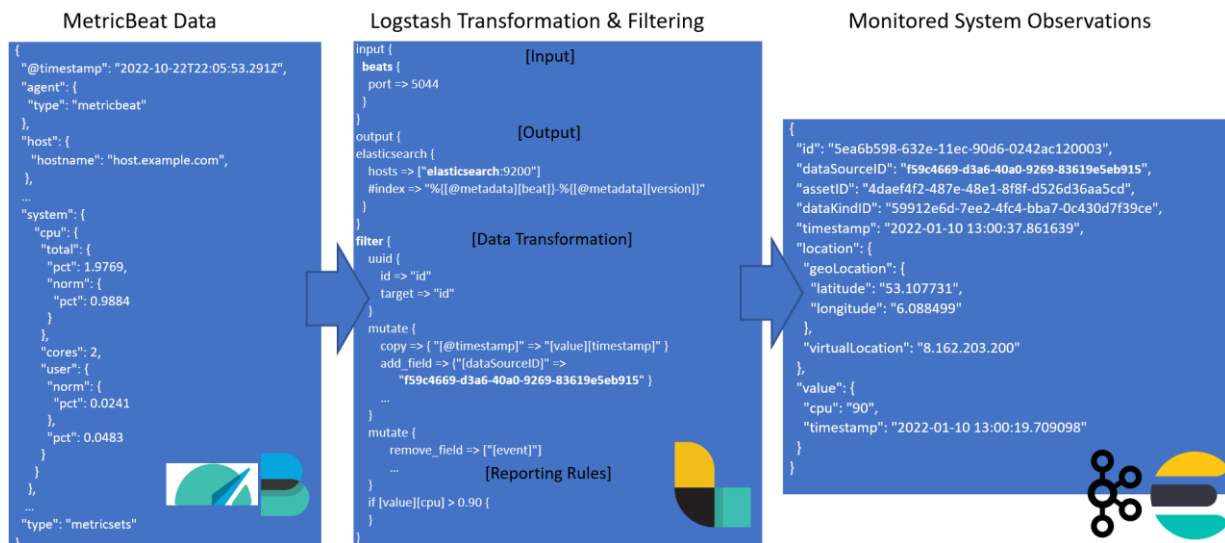 MetricBeat Data
{
"@timestamp": "2022-10-22T22:05:53.291Z",
"agent": {
"type": "metricbeat"
},
"host": {
"hostname": "host.example.com",
},
...
"system": {
"cpu": {
"total": {
"pct": 1.9769,
"norm": {
"pct": 0.9884
}
},
"cores": 2,
"user": {
"norm": {
"pct": 0.0241
},
"pct": 0.0483
}
}
},
...
"type": "metricsets"
}
Logstash Transformation & Filtering
input {
[Input]
beats {
port => 5044
}
}
output {
[Output]
elasticsearch {
hosts => ["elasticsearch:9200"]
#index => "%{[@metadata][beat]}-%{[@metadata][version]}"
}
}
filter {
[Data Transformation]
uuid {
id => "id"
target => "id"
}
mutate {
copy => { "[@timestamp]" => "[value][timestamp]" }
add_field => {"[dataSourceID]" =>
"f59c4669-d3a6-40a0-9269-83619e5eb915" }
...
}
mutate {
remove_field => ["[event]"]
...
[Reporting Rules]
}
if [value][cpu] > 0.90 {
}
}
Monitored System Observations
{
"id": "5ea6b598-632e-11ec-90d6-0242ac120003",
"dataSourceID": "f59c4669-d3a6-40a0-9269-83619e5eb915",
"assetID": "4daef4f2-487e-48e1-8f8f-d526d36aa5cd",
"dataKindID": "59912e6d-7ee2-4fc4-bba7-0c430d7f39ce",
"timestamp": "2022-01-10 13:00:37.861639",
"location": {
"geoLocation": {
"latitude": "53.107731",
"longitude": "6.088499"
},
"virtualLocation": "8.162.203.200"
},
"value": {
"cpu": "90",
"timestamp": "2022-01-10 13:00:19.709098"
}
}